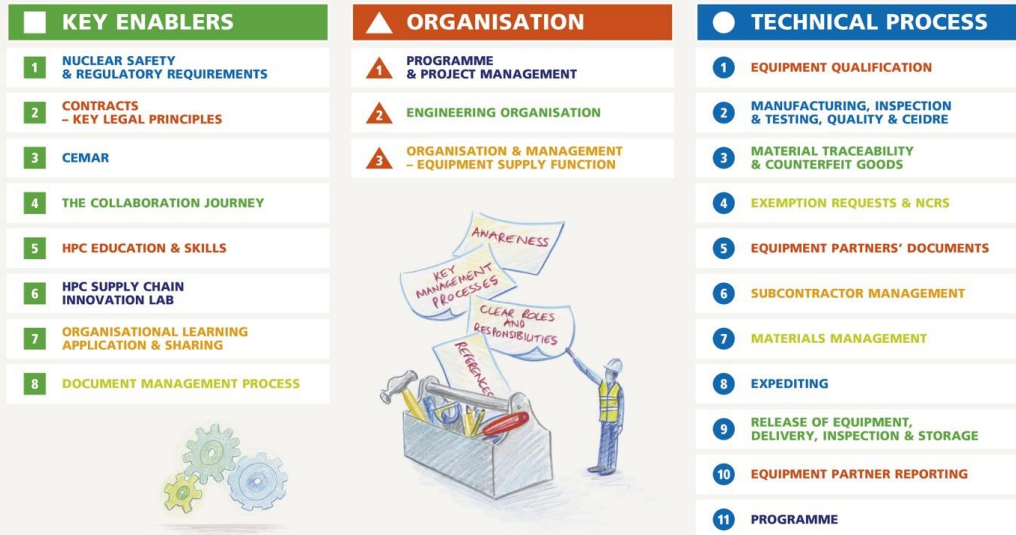 KEY ENABLERS
1
NUCLEAR SAFETY
& REGULATORY REQUIREMENTS
2
CONTRACTS
– KEY LEGAL PRINCIPLES
3
CEMAR
4
THE COLLABORATION JOURNEY
5
HPC EDUCATION & SKILLS
6
HPC SUPPLY CHAIN
INNOVATION LAB
7
ORGANISATIONAL LEARNING
APPLICATION & SHARING
8
DOCUMENT MANAGEMENT PROCESS
ORGANISATION
1
PROGRAMME
& PROJECT MANAGEMENT
2
ENGINEERING ORGANISATION
3
ORGANISATION & MANAGEMENT
– EQUIPMENT SUPPLY FUNCTION
AWARENESS
KEY
MANAGEMENT
PROCESSES
CLEAR ROLES
AND
RESPONSIBILITIES
REFERENCES
TECHNICAL PROCESS
1
EQUIPMENT QUALIFICATION
2
MANUFACTURING, INSPECTION
& TESTING, QUALITY & CEIDRE
3
MATERIAL TRACEABILITY
& COUNTERFEIT GOODS
4
EXEMPTION REQUESTS & NCRS
5
EQUIPMENT PARTNERS' DOCUMENTS
6
SUBCONTRACTOR MANAGEMENT
7
MATERIALS MANAGEMENT
8
EXPEDITING
9
RELEASE OF EQUIPMENT,
DELIVERY, INSPECTION & STORAGE
10
EQUIPMENT PARTNER REPORTING
11
PROGRAMME